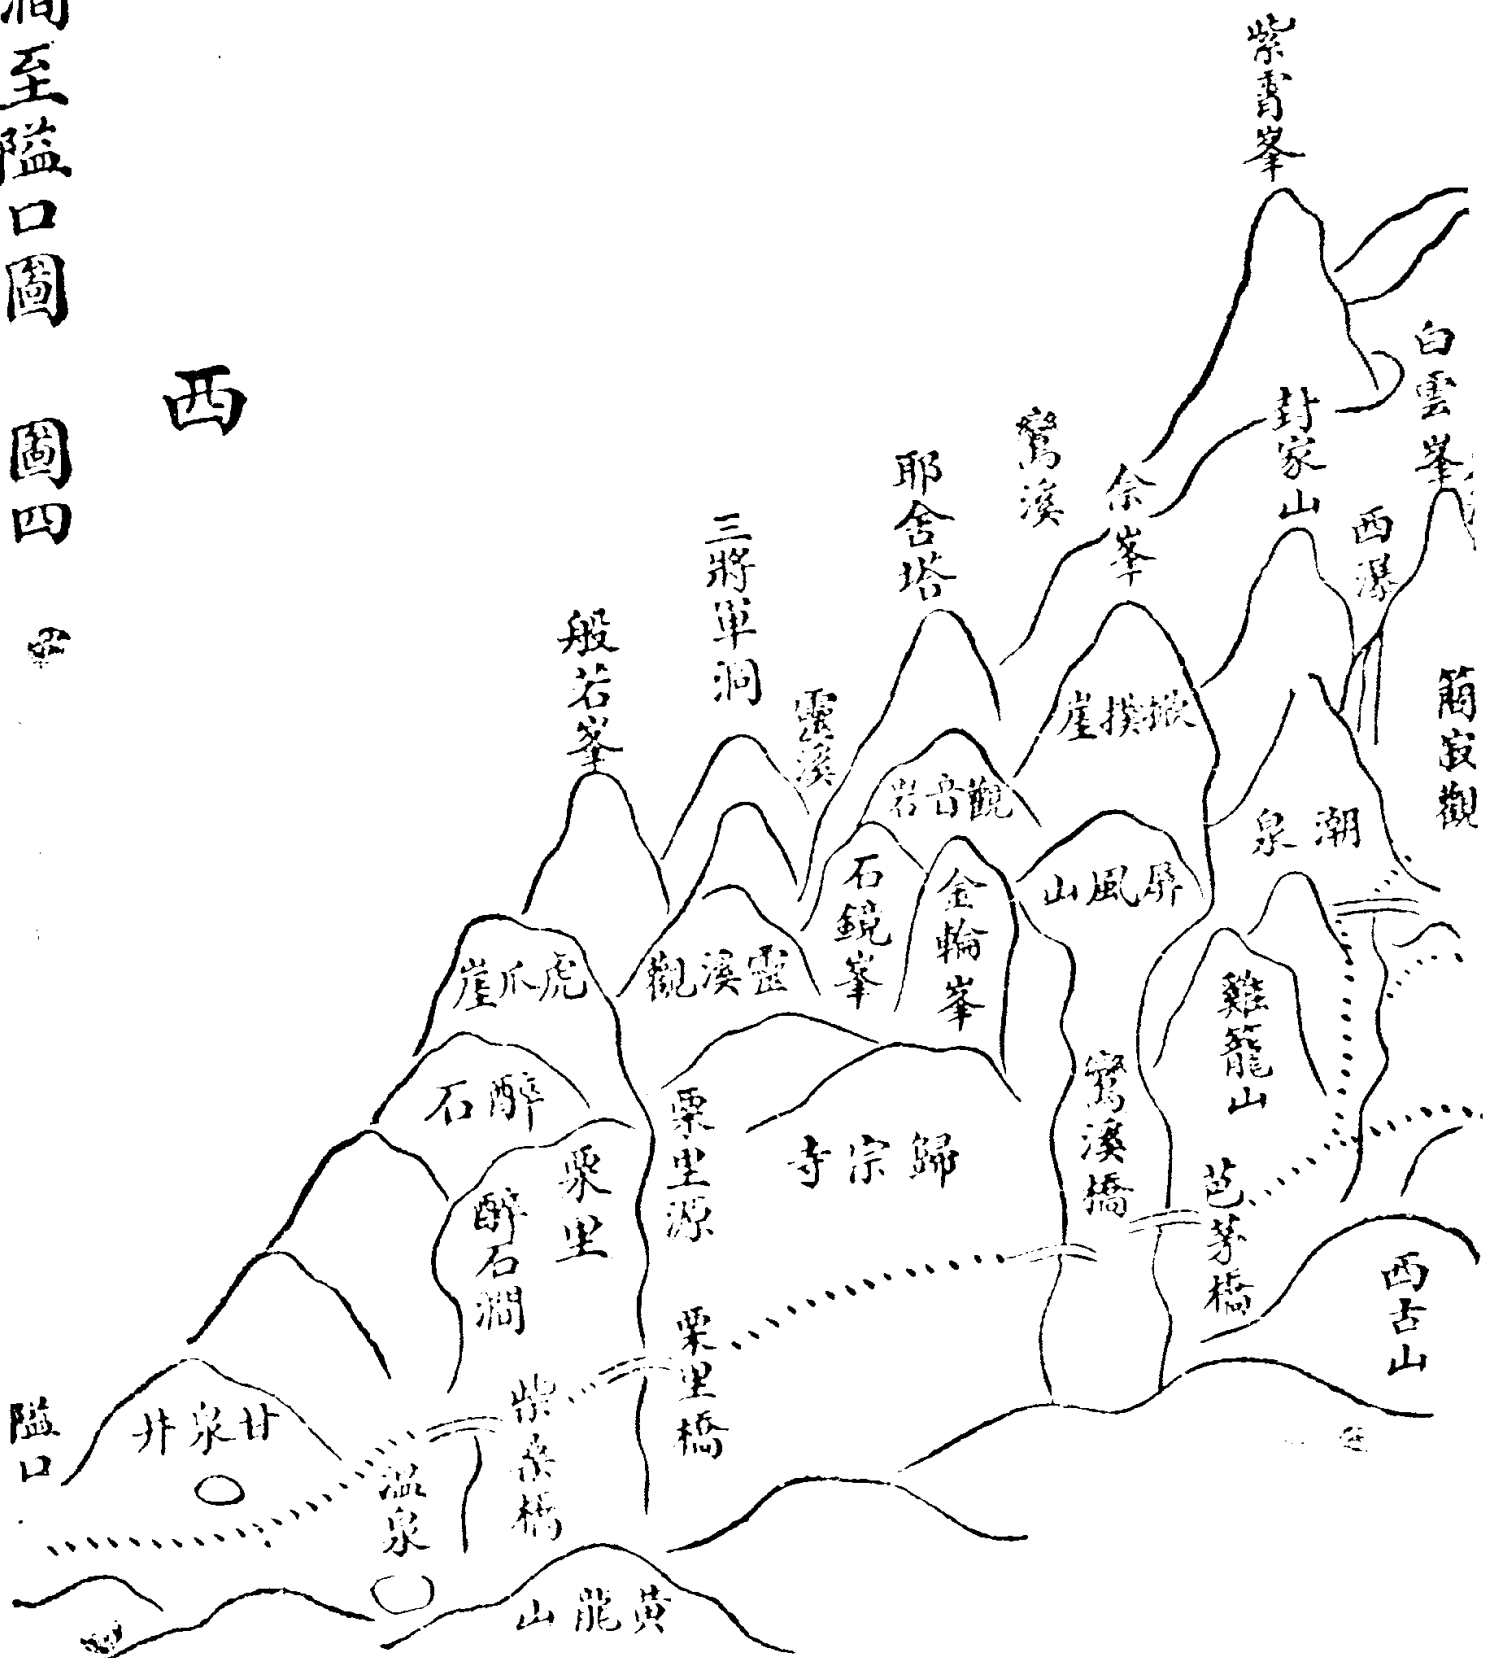 澗至隘口圖　圖四
西
紫霄峯
白雲峯
封家山
西瀑
簡寂觀
鸞溪
佘峯
耶舍塔
三將軍洞
靈溪
般若峯
撲崖
觀音岩
潮泉
屏風山
石鏡峯
金輪峯
靈溪觀
虎爪崖
雞籠山
醉石
鸞溪橋
歸宗寺
栗里源
栗里
醉石澗
芭茅橋
西古山
栗里橋
柴桑橋
甘泉井
隘口
溫泉
黃龍山